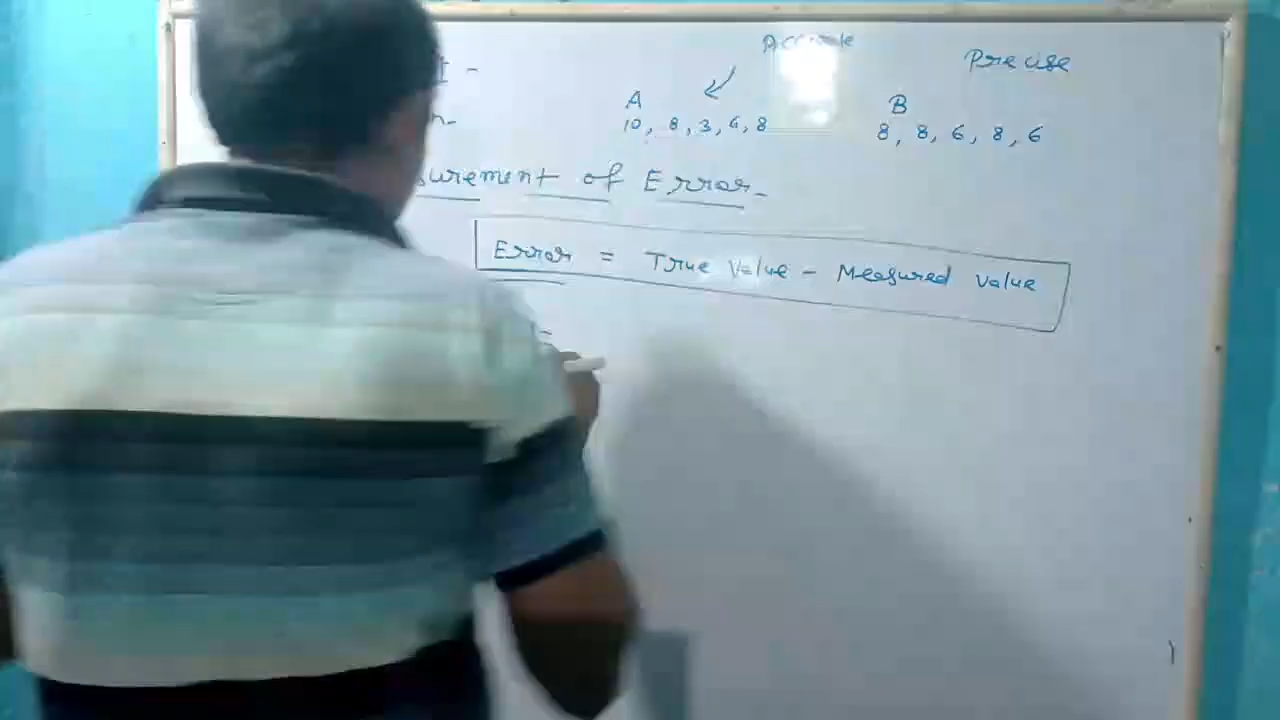 Accurate Precise
A B
10, 8, 3, 6, 8 8, 8, 6, 8, 6
surement of Error-
Error = True Value - Measured value